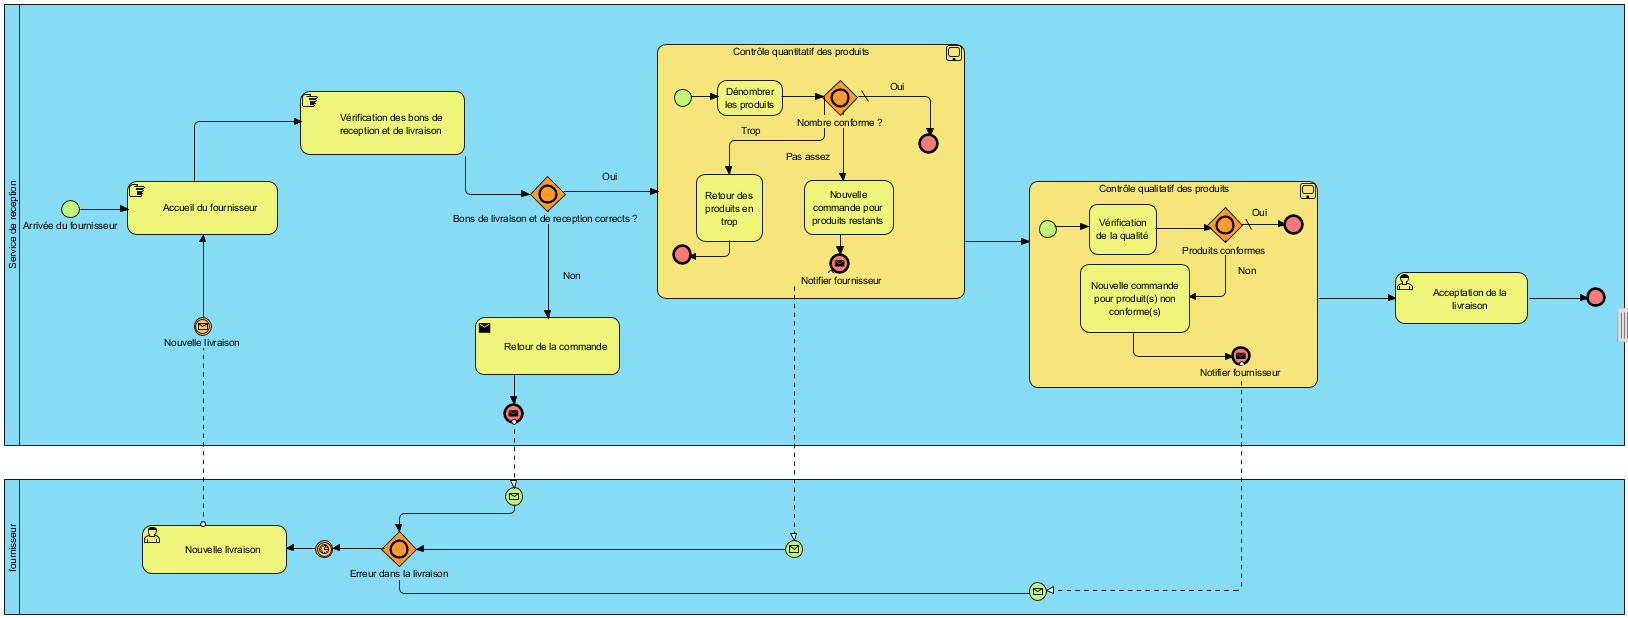 Service de reception
Arrivée du fournisseur
Accueil du fournisseur
Vérification des bons de
reception et de livraison
Nouvelle livraison
Bons de livraison et de reception corrects ?
Oui
Non
Retour de la commande
Contrôle quantitatif des produits
Dénombrer
les produits
Nombre conforme ?
Oui
Trop
Pas assez
Retour des
produits en
trop
Nouvelle
commande pour
produits restants
Notifier fournisseur
Contrôle qualitatif des produits
Vérification
de la qualité
Oui
Produits conformes
Non
Nouvelle commande
pour produit(s) non
conforme(s)
Notifier fournisseur
Acceptation de la
livraison
fournisseur
Nouvelle livraison
Erreur dans la livraison